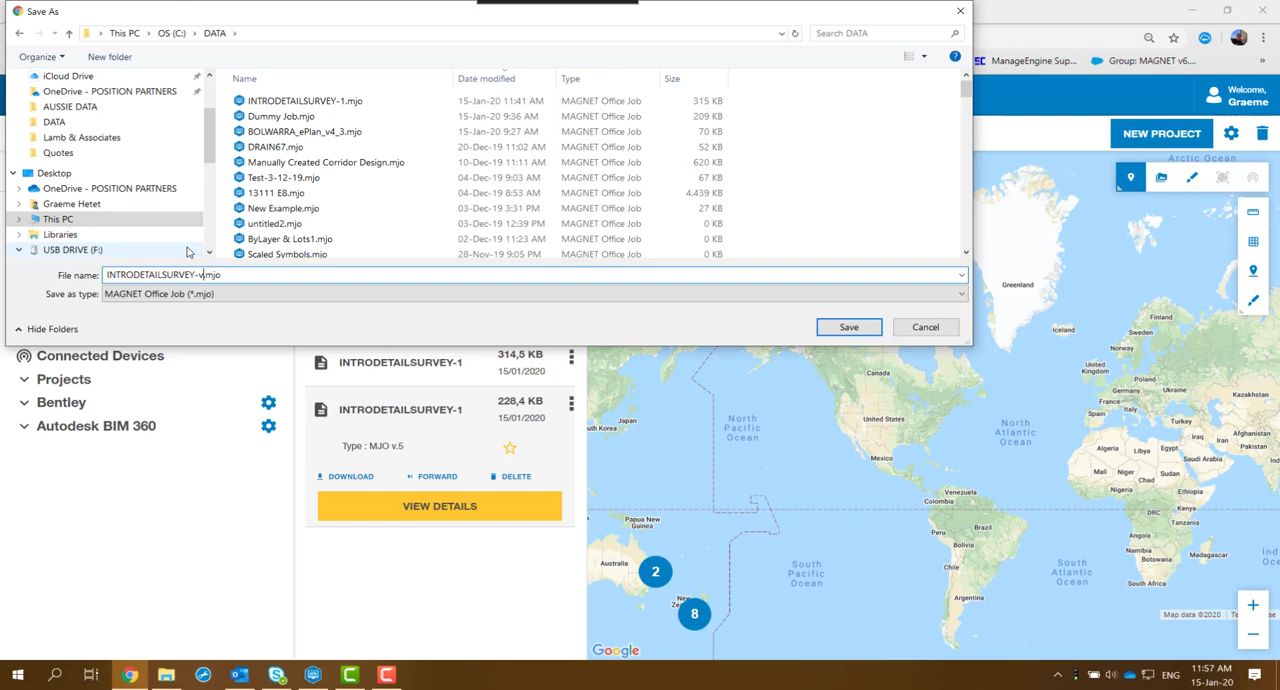 Save As
This PC > OS (C:) > DATA >
Search DATA
Organize
New folder
iCloud Drive
OneDrive - POSITION PARTNERS
AUSSIE DATA
DATA
Lamb & Associates
Quotes
Desktop
OneDrive - POSITION PARTNERS
Graeme Hetet
This PC
Libraries
USB DRIVE (F:)
Name Date modified Type Size
INTRODETAILSURVEY-1.mjo 15-Jan-20 11:41 AM MAGNET Office Job 315 KB
Dummy Job.mjo 15-Jan-20 9:36 AM MAGNET Office Job 209 KB
BOLWARRA_ePlan_v4_3.mjo 15-Jan-20 9:27 AM MAGNET Office Job 70 KB
DRAIN67.mjo 20-Dec-19 11:02 AM MAGNET Office Job 52 KB
Manually Created Corridor Design.mjo 10-Dec-19 11:11 AM MAGNET Office Job 620 KB
Test-3-12-19.mjo 04-Dec-19 9:03 AM MAGNET Office Job 67 KB
13111 E8.mjo 04-Dec-19 8:53 AM MAGNET Office Job 4,439 KB
New Example.mjo 03-Dec-19 3:31 PM MAGNET Office Job 27 KB
untitled2.mjo 03-Dec-19 12:39 PM MAGNET Office Job 0 KB
ByLayer & Lots1.mjo 02-Dec-19 11:23 AM MAGNET Office Job 0 KB
Scaled Symbols.mjo 28-Nov-19 9:05 PM MAGNET Office Job 0 KB
File name: INTRODETAILSURVEY-v.mjo
Save as type: MAGNET Office Job (*.mjo)
Hide Folders
Save
Cancel
ManageEngine Sup...
Group: MAGNET v6....
»
Welcome,
Graeme
NEW PROJECT
Connected Devices
Projects
Bentley
Autodesk BIM 360
INTRODETAILSURVEY-1
314,5 KB
15/01/2020
INTRODETAILSURVEY-1
228,4 KB
15/01/2020
Type : MJO v.5
DOWNLOAD
FORWARD
DELETE
VIEW DETAILS
Arctic Ocean
Greenland
Iceland
Finland
Sweden
Norway
United
Kingdom
Poland
Germany
Ukraine
Kazakhstan
France
Italy
Spain
Turkey
Iraq
Iran
Afghanistan
Pakistan
Algeria
Libya
Egypt
Saudi Arabia
Mali
Niger
Sudan
Chad
Ethiopia
Nigeria
DRC
Kenya
Tanzania
Angola
Namibia
Botswana
Madagascar
South Africa
Canada
United States
Mexico
Venezuela
Colombia
Peru
Brazil
Bolivia
Chile
Argentina
North
Pacific
Ocean
North
Atlantic
Ocean
South
Pacific
Ocean
South
Atlantic
Ocean
Japan
Papua New
Guinea
Australia
2
8
Google
Map data ©2020
11:57 AM
15-Jan-20
ENG